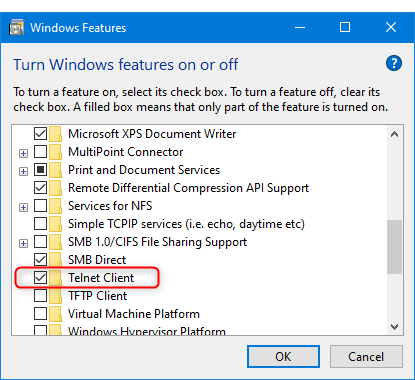 Windows Features
Turn Windows features on or off
To turn a feature on, select its check box. To turn a feature off, clear its
check box. A filled box means that only part of the feature is turned on.
Microsoft XPS Document Writer
MultiPoint Connector
Print and Document Services
Remote Differential Compression API Support
Services for NFS
Simple TCPIP services (i.e. echo, daytime etc)
SMB 1.0/CIFS File Sharing Support
SMB Direct
Telnet Client
TFTP Client
Virtual Machine Platform
Windows Hypervisor Platform
OK
Cancel